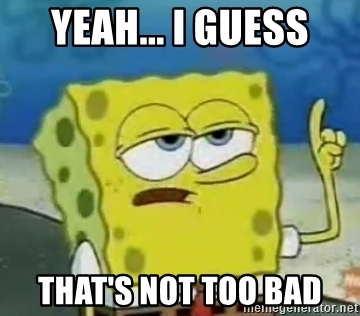 YEAH... I GUESS
THAT'S NOT TOO BAD
memegenerator.net